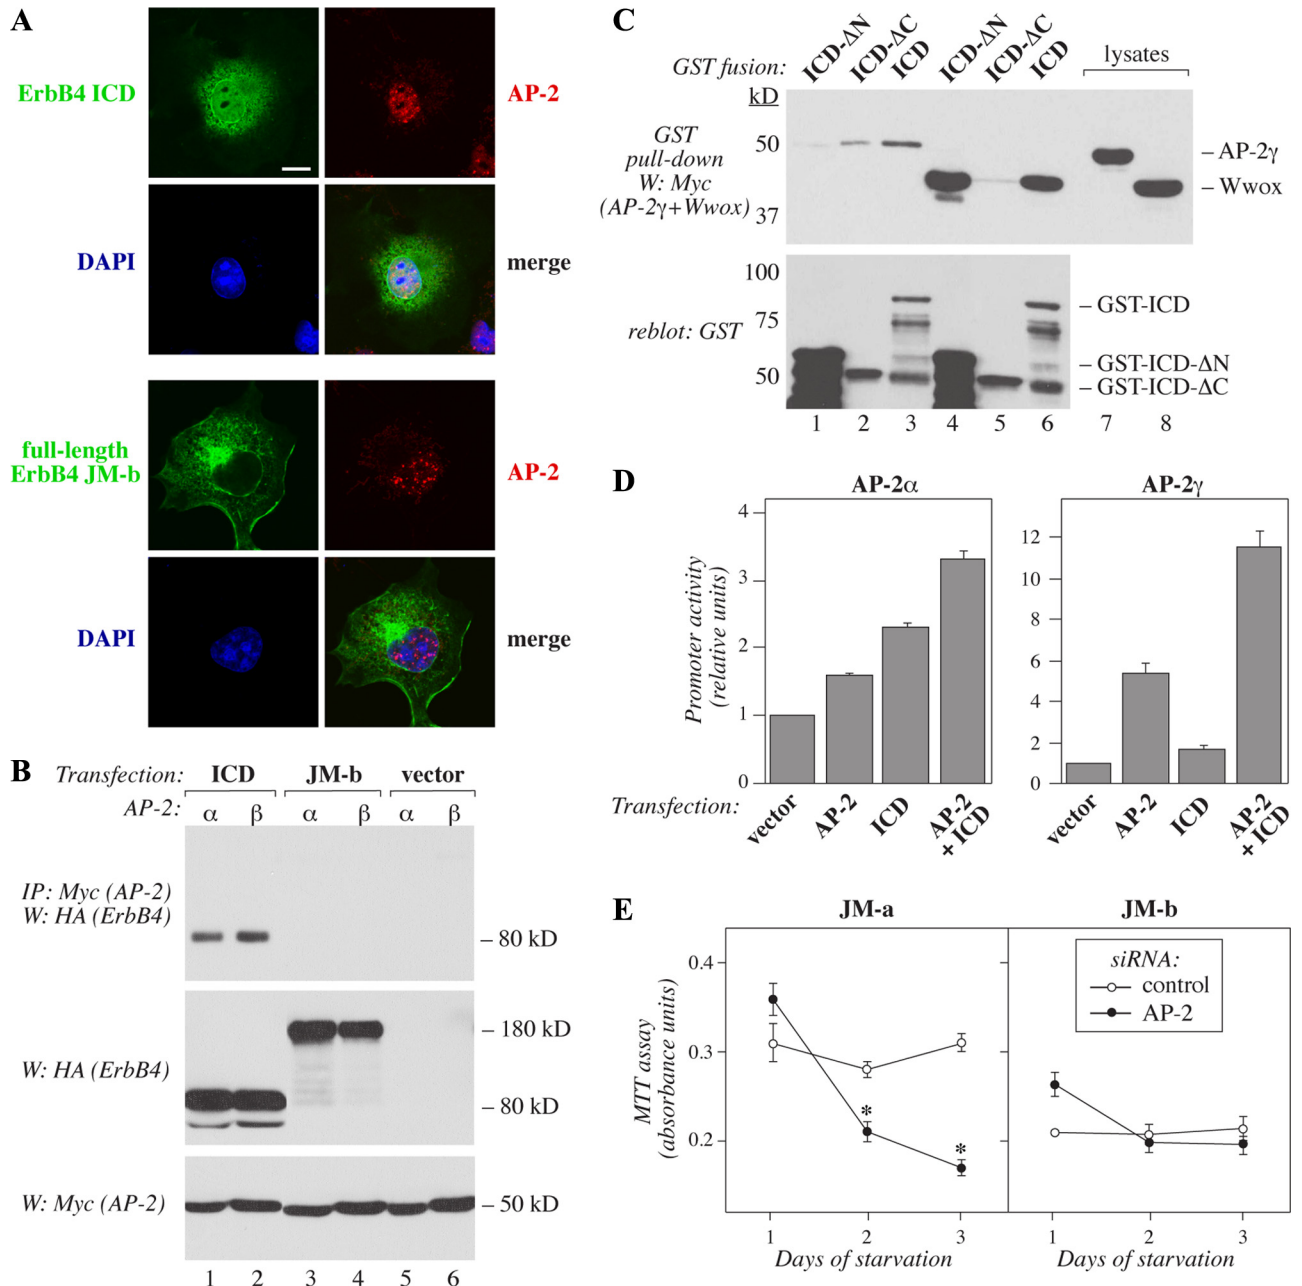 A
ErbB4 ICD
AP-2
DAPI
merge
full-length
ErbB4 JM-b
AP-2
DAPI
merge
B
Transfection: ICD JM-b vector
AP-2: α β α β α β
IP: Myc (AP-2)
W: HA (ErbB4)
– 80 kD
– 180 kD
W: HA (ErbB4)
– 80 kD
W: Myc (AP-2)
– 50 kD
1 2 3 4 5 6
C
GST fusion: ICD-ΔN ICD-ΔC ICD ICD-ΔN ICD-ΔC ICD lysates
kD
50
37
GST
pull-down
W: Myc
(AP-2γ+Wwox)
– AP-2γ
– Wwox
100
75
50
reblot: GST
– GST-ICD
– GST-ICD-ΔN
– GST-ICD-ΔC
1 2 3 4 5 6 7 8
D
AP-2α
Promoter activity
(relative units)
4
3
2
1
0
AP-2γ
12
10
8
6
4
2
0
Transfection: vector AP-2 ICD AP-2 + ICD vector AP-2 ICD AP-2 + ICD
E
JM-a JM-b
MTT assay
(absorbance units)
0.4
0.3
0.2
*
*
siRNA:
control
AP-2
1 2 3 1 2 3
Days of starvation Days of starvation